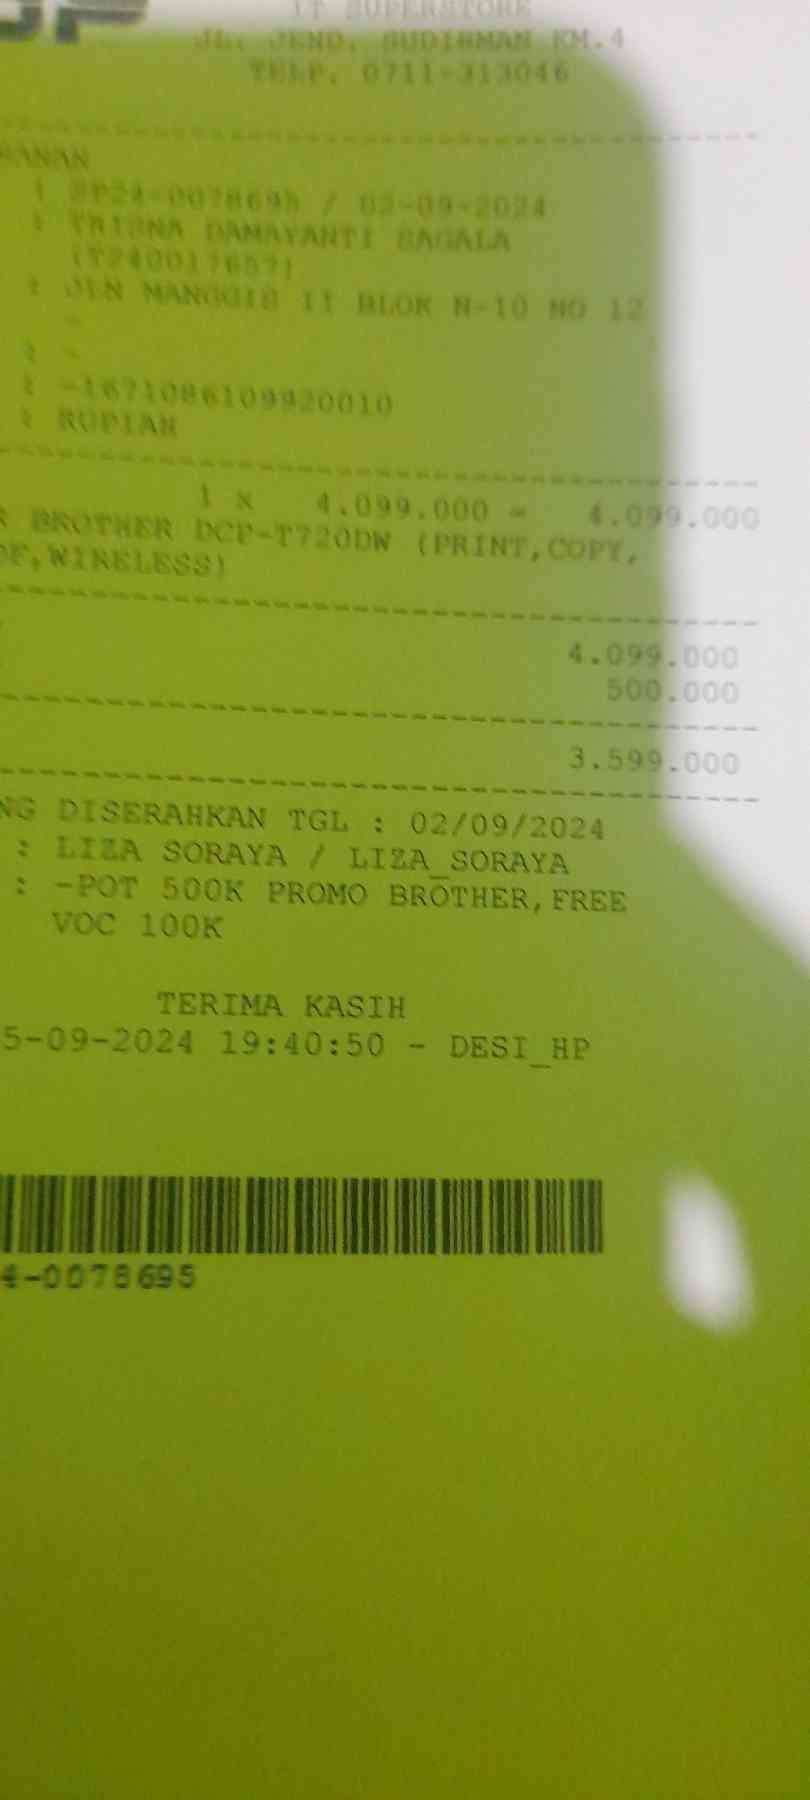 IT SUPERSTORE
JL. JEND. SUDIRMAN KM.4
TELP. 0711-313046
: SP24-0078695 / 02-09-2024
: TRISNA DAMAYANTI SAGALA
(T240017657)
: JLN MANGGIS II BLOK N-10 NO 12
-
: -
: -1671086109920010
: RUPIAH
1 X 4.099.000 = 4.099.000
BROTHER DCP-T720DW (PRINT,COPY,
WIRELESS)
4.099.000
500.000
3.599.000
DISERAHKAN TGL : 02/09/2024
: LIZA SORAYA / LIZA_SORAYA
: -POT 500K PROMO BROTHER,FREE
VOC 100K
TERIMA KASIH
5-09-2024 19:40:50 - DESI_HP
4-0078695